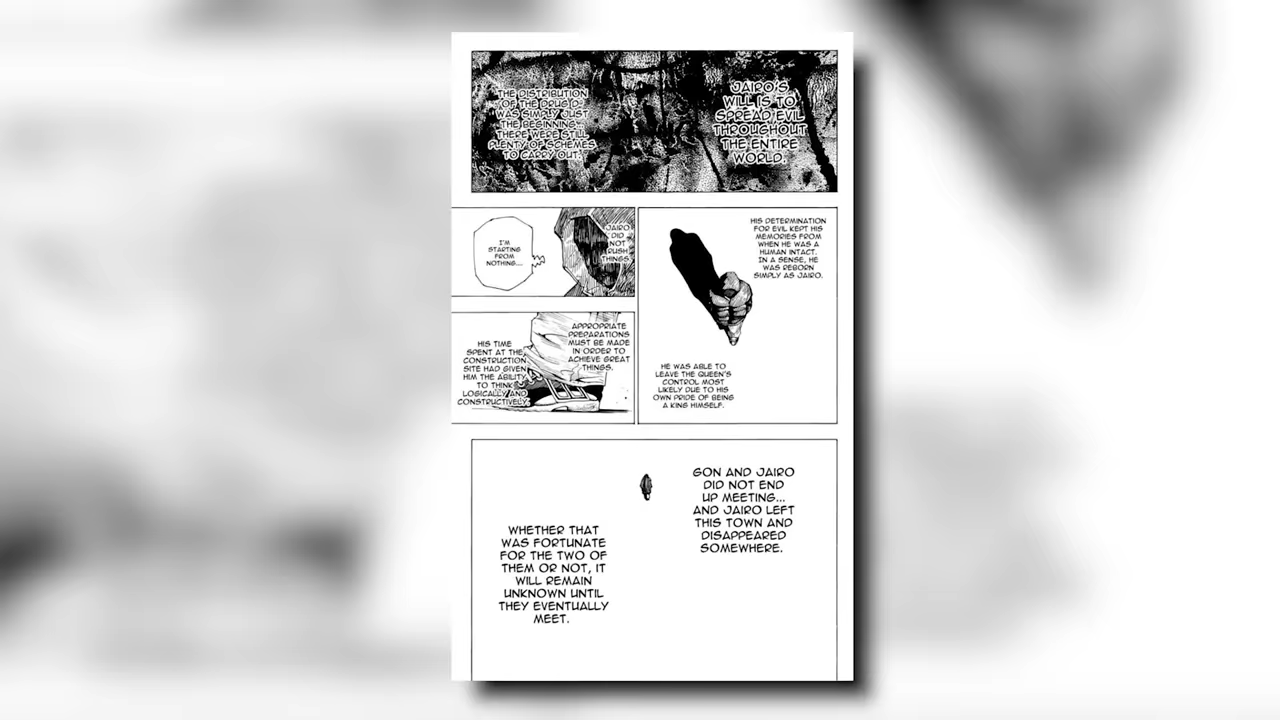 JAIRO'S
WILL IS TO
SPREAD EVIL
THROUGHOUT
THE ENTIRE
WORLD.
THE DISTRIBUTION
OF THE DRUG D²
WAS SIMPLY JUST
THE BEGINNING.
THERE WERE STILL
PLENTY OF SCHEMES
TO CARRY OUT.
HIS DETERMINATION
FOR EVIL KEPT HIS
MEMORIES FROM
WHEN HE WAS A
HUMAN INTACT.
IN A SENSE, HE
WAS REBORN
SIMPLY AS JAIRO.
HE WAS ABLE TO
LEAVE THE QUEEN'S
CONTROL MOST
LIKELY DUE TO HIS
OWN PRIDE OF BEING
A KING HIMSELF.
JAIRO
DID
NOT
RUSH
THINGS.
I'M
STARTING
FROM
NOTHING...
APPROPRIATE
PREPARATIONS
MUST BE MADE
IN ORDER TO
ACHIEVE GREAT
THINGS.
HIS TIME
SPENT AT THE
CONSTRUCTION
SITE HAD GIVEN
HIM THE ABILITY
TO THINK
LOGICALLY AND
CONSTRUCTIVELY.
GON AND JAIRO
DID NOT END
UP MEETING...
AND JAIRO LEFT
THIS TOWN AND
DISAPPEARED
SOMEWHERE.
WHETHER THAT
WAS FORTUNATE
FOR THE TWO OF
THEM OR NOT, IT
WILL REMAIN
UNKNOWN UNTIL
THEY EVENTUALLY
MEET.